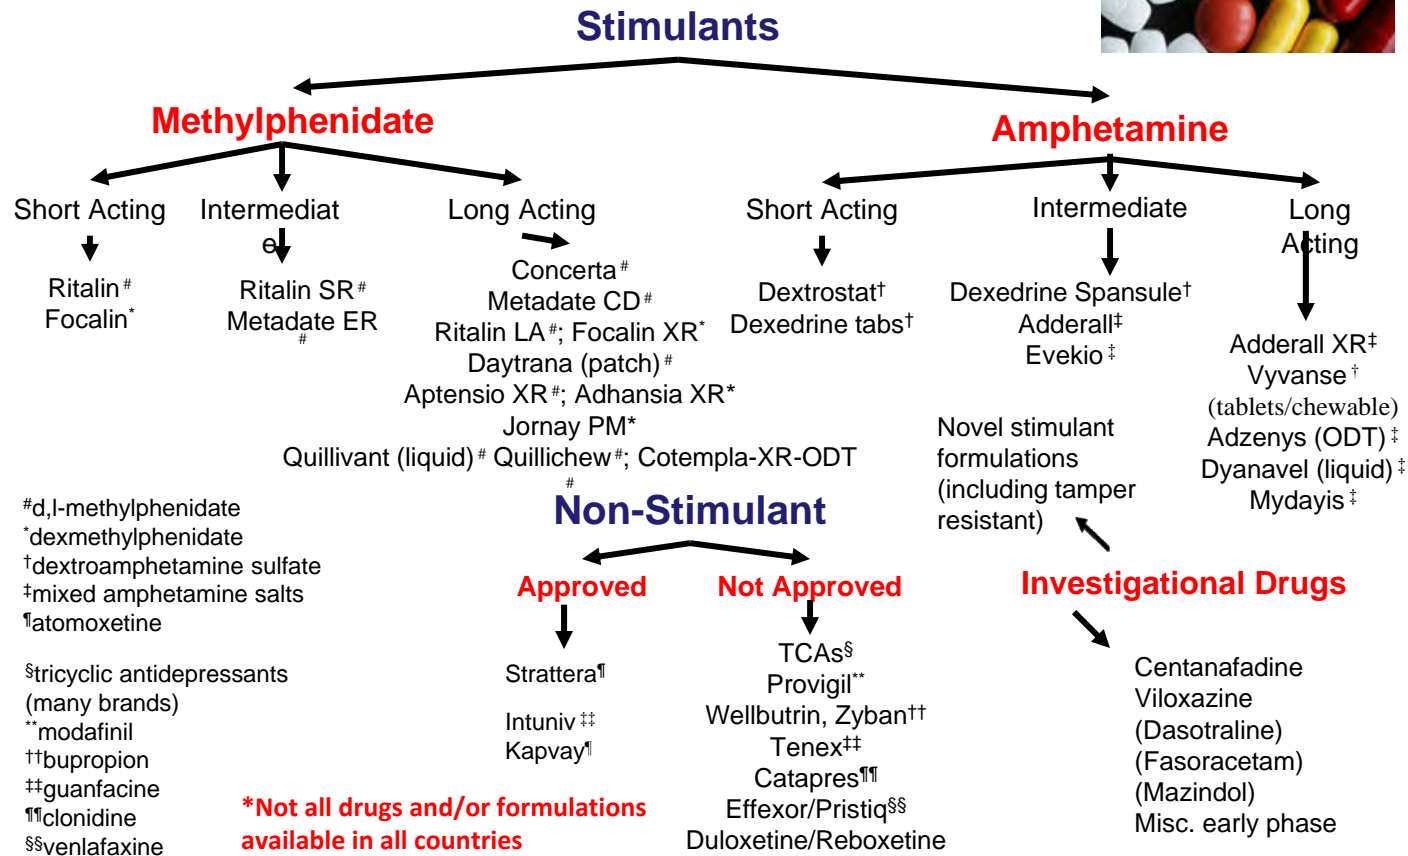 Stimulants
Methylphenidate
Short Acting
Ritalin #
Focalin*
Intermediat
e
Ritalin SR #
Metadate ER
#
Long Acting
Concerta #
Metadate CD #
Ritalin LA #; Focalin XR*
Daytrana (patch) #
Aptensio XR #; Adhansia XR*
Jornay PM*
Quillivant (liquid) # Quillichew #; Cotempla-XR-ODT
#
Amphetamine
Short Acting
Dextrostat†
Dexedrine tabs†
Intermediate
Dexedrine Spansule†
Adderall‡
Evekio ‡
Long
Acting
Adderall XR‡
Vyvanse †
(tablets/chewable)
Adzenys (ODT) ‡
Dyanavel (liquid) ‡
Mydayis ‡
Novel stimulant
formulations
(including tamper
resistant)
Investigational Drugs
Centanafadine
Viloxazine
(Dasotraline)
(Fasoracetam)
(Mazindol)
Misc. early phase
Non-Stimulant
Approved
Strattera¶
Intuniv ‡‡
Kapvay¶
Not Approved
TCAs§
Provigil**
Wellbutrin, Zyban††
Tenex‡‡
Catapres¶¶
Effexor/Pristiq§§
Duloxetine/Reboxetine
#d,l-methylphenidate
*dexmethylphenidate
†dextroamphetamine sulfate
‡mixed amphetamine salts
¶atomoxetine
§tricyclic antidepressants
(many brands)
**modafinil
††bupropion
‡‡guanfacine
¶¶clonidine
§§venlafaxine
*Not all drugs and/or formulations
available in all countries